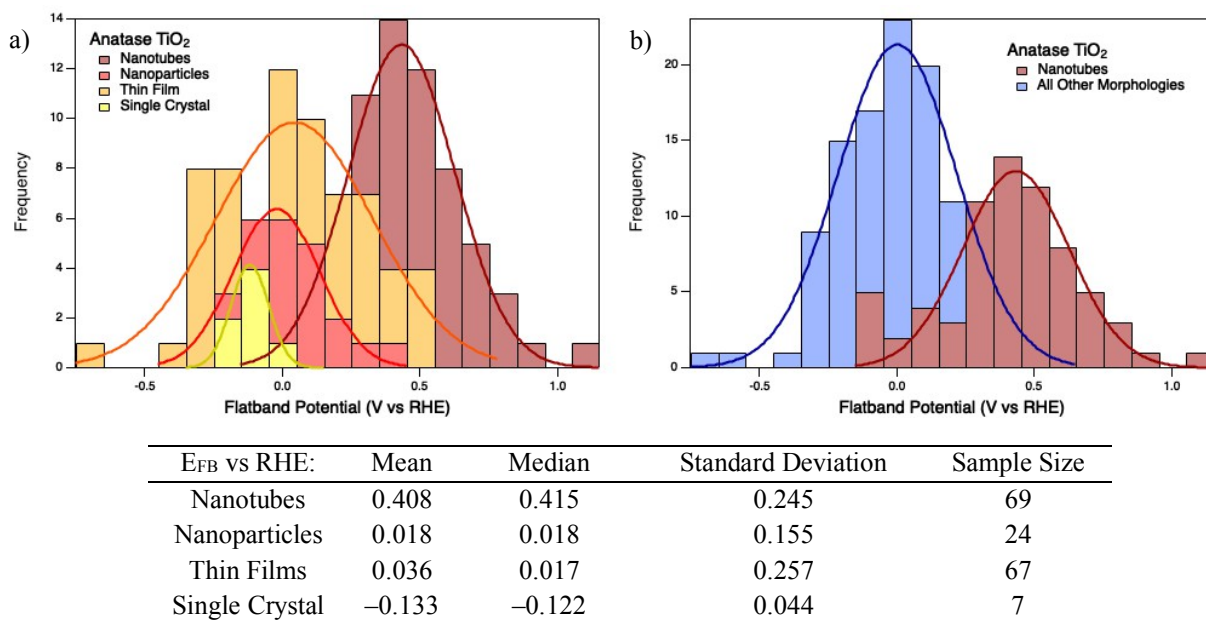 a)
Anatase TiO2
Nanotubes
Nanoparticles
Thin Film
Single Crystal
14
12
10
8
6
4
2
0
Frequency
-0.5 0.0 0.5 1.0
Flatband Potential (V vs RHE)
b)
Anatase TiO2
Nanotubes
All Other Morphologies
20
15
10
5
0
Frequency
-0.5 0.0 0.5 1.0
Flatband Potential (V vs RHE)
EFB vs RHE: Mean Median Standard Deviation Sample Size
Nanotubes 0.408 0.415 0.245 69
Nanoparticles 0.018 0.018 0.155 24
Thin Films 0.036 0.017 0.257 67
Single Crystal –0.133 –0.122 0.044 7